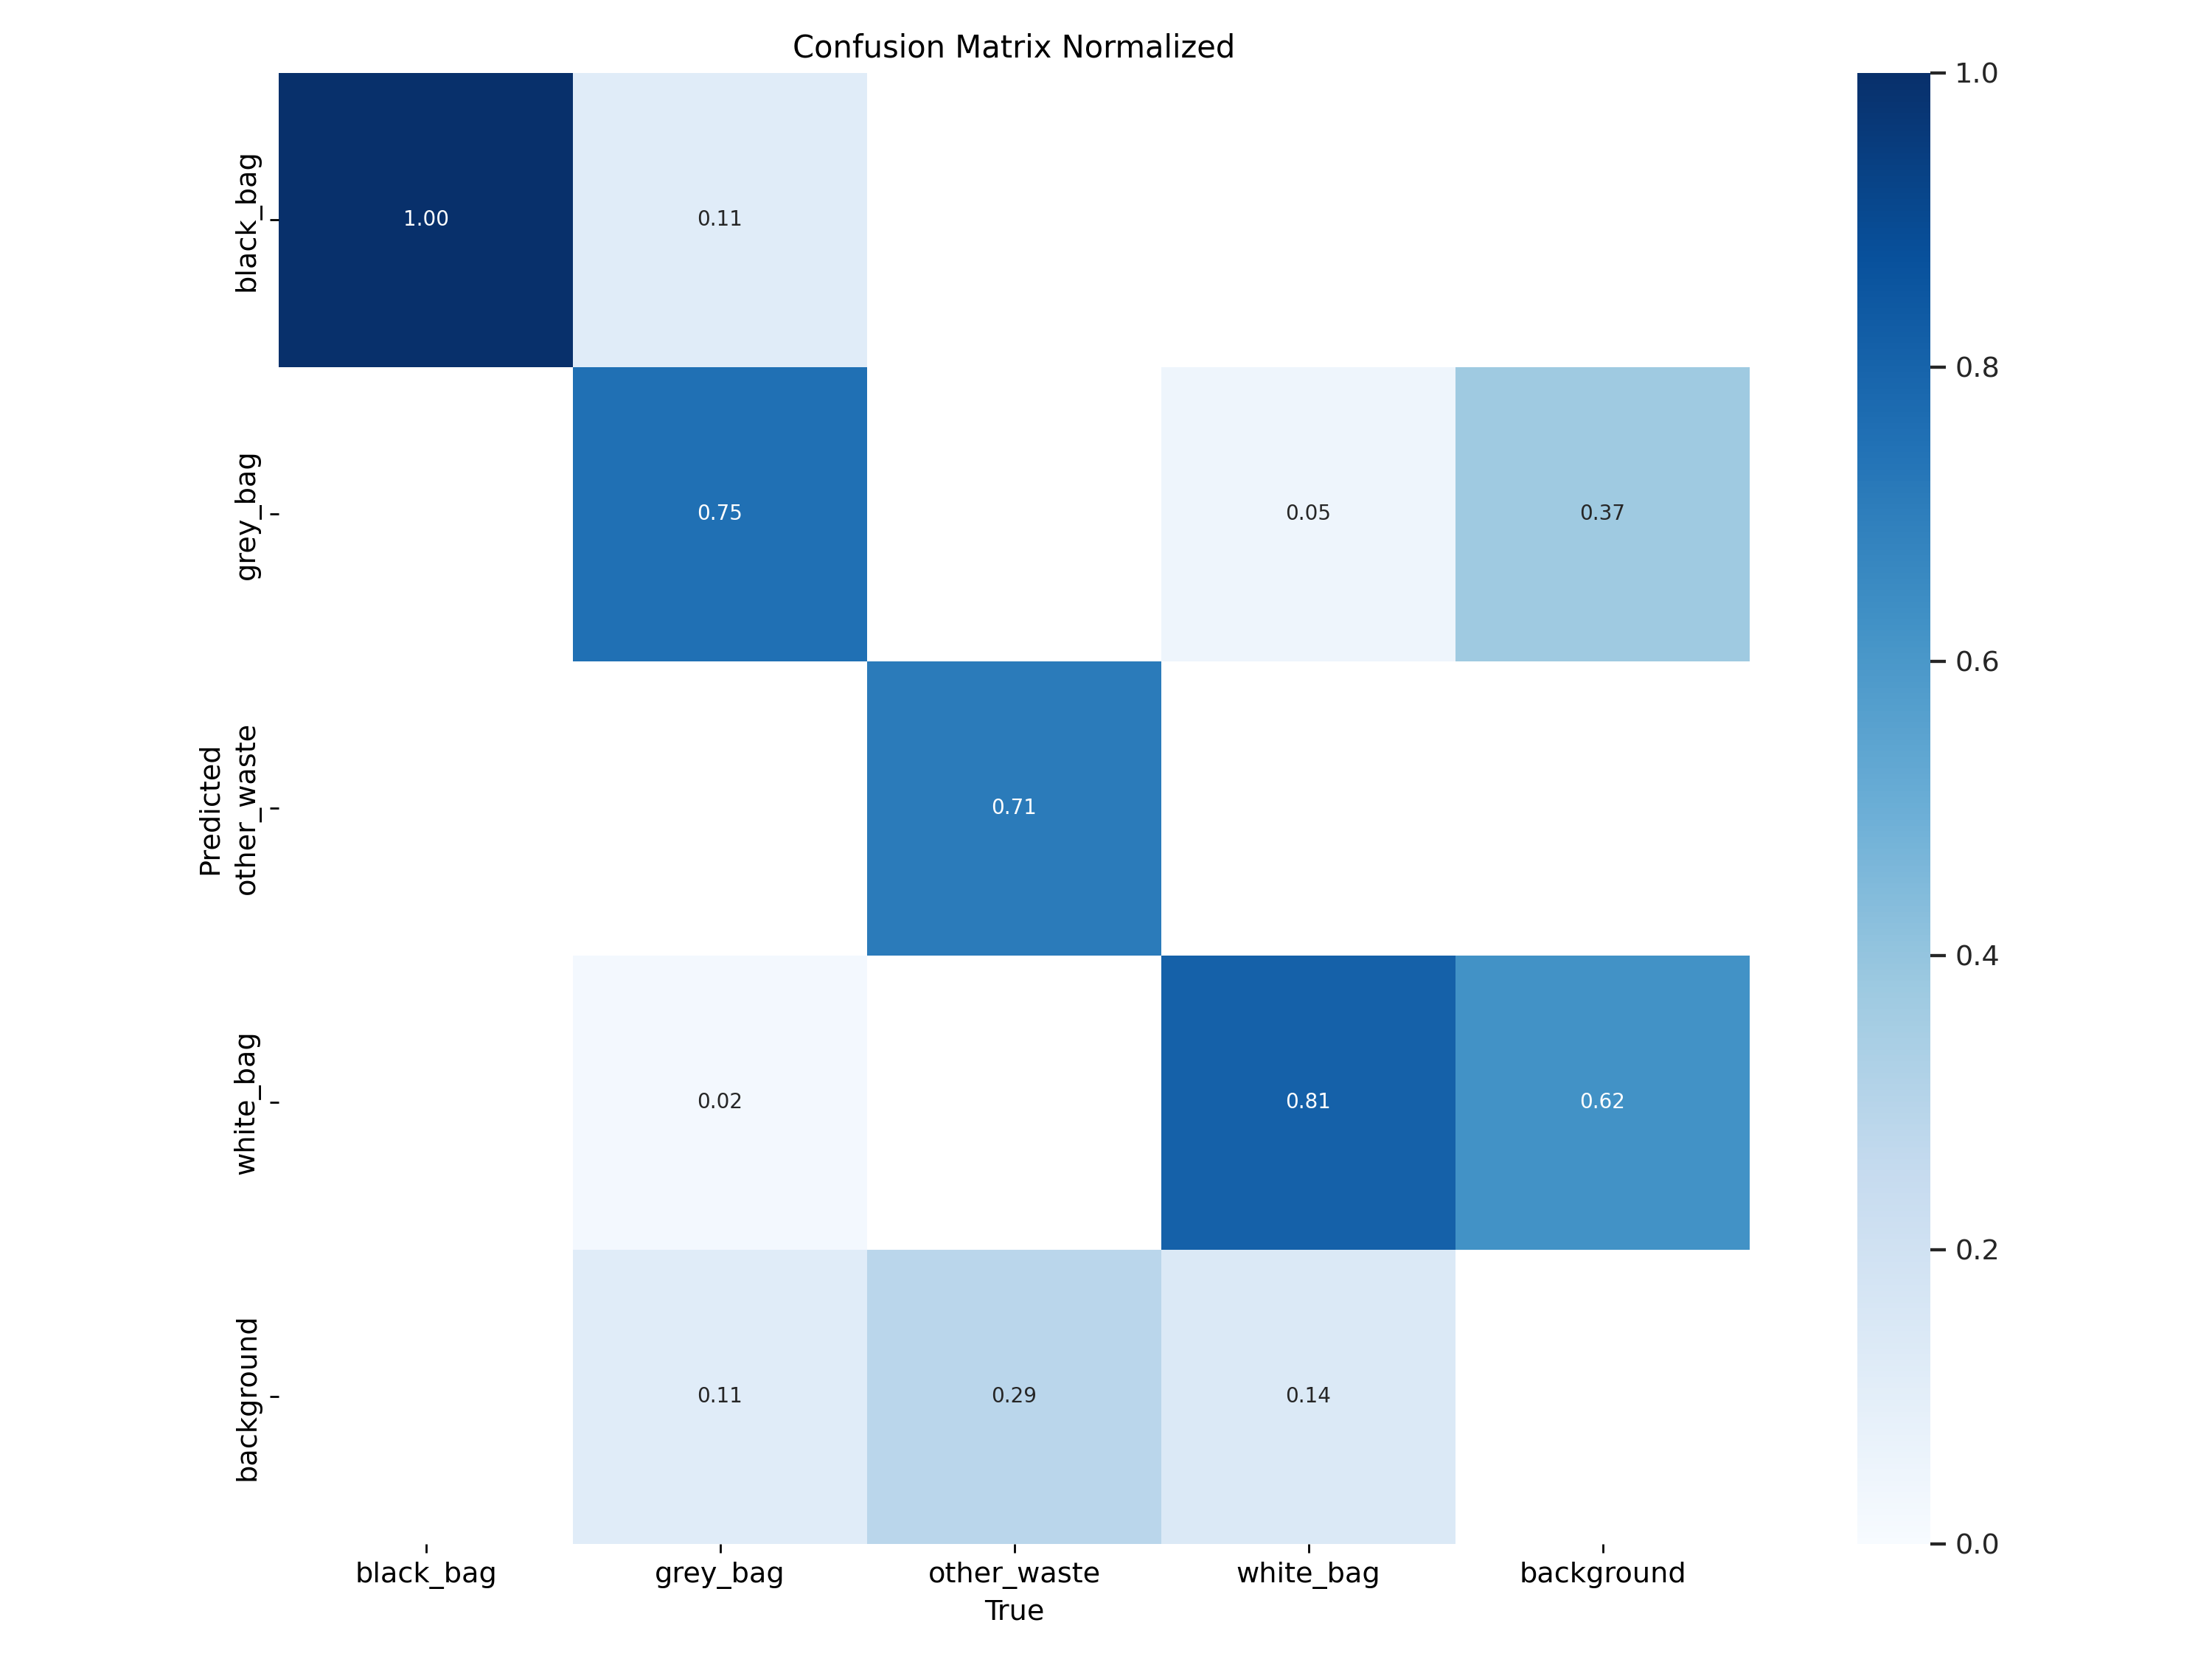 Confusion Matrix Normalized
black_bag
grey_bag
other_waste
white_bag
background
Predicted
1.00
0.11
0.75
0.05
0.37
0.71
0.02
0.81
0.62
0.11
0.29
0.14
black_bag
grey_bag
other_waste
white_bag
background
True
1.0
0.8
0.6
0.4
0.2
0.0